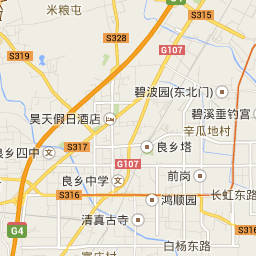 米粮屯
S315
S328
S319
G107
碧波园(东北门)
碧溪垂钓宫
昊天假日酒店
辛瓜地村
S317
良乡四中
良乡塔
G107
良乡中学
前岗
S316
长虹东路
鸿顺园
清真古寺
S316
G4
白杨东路